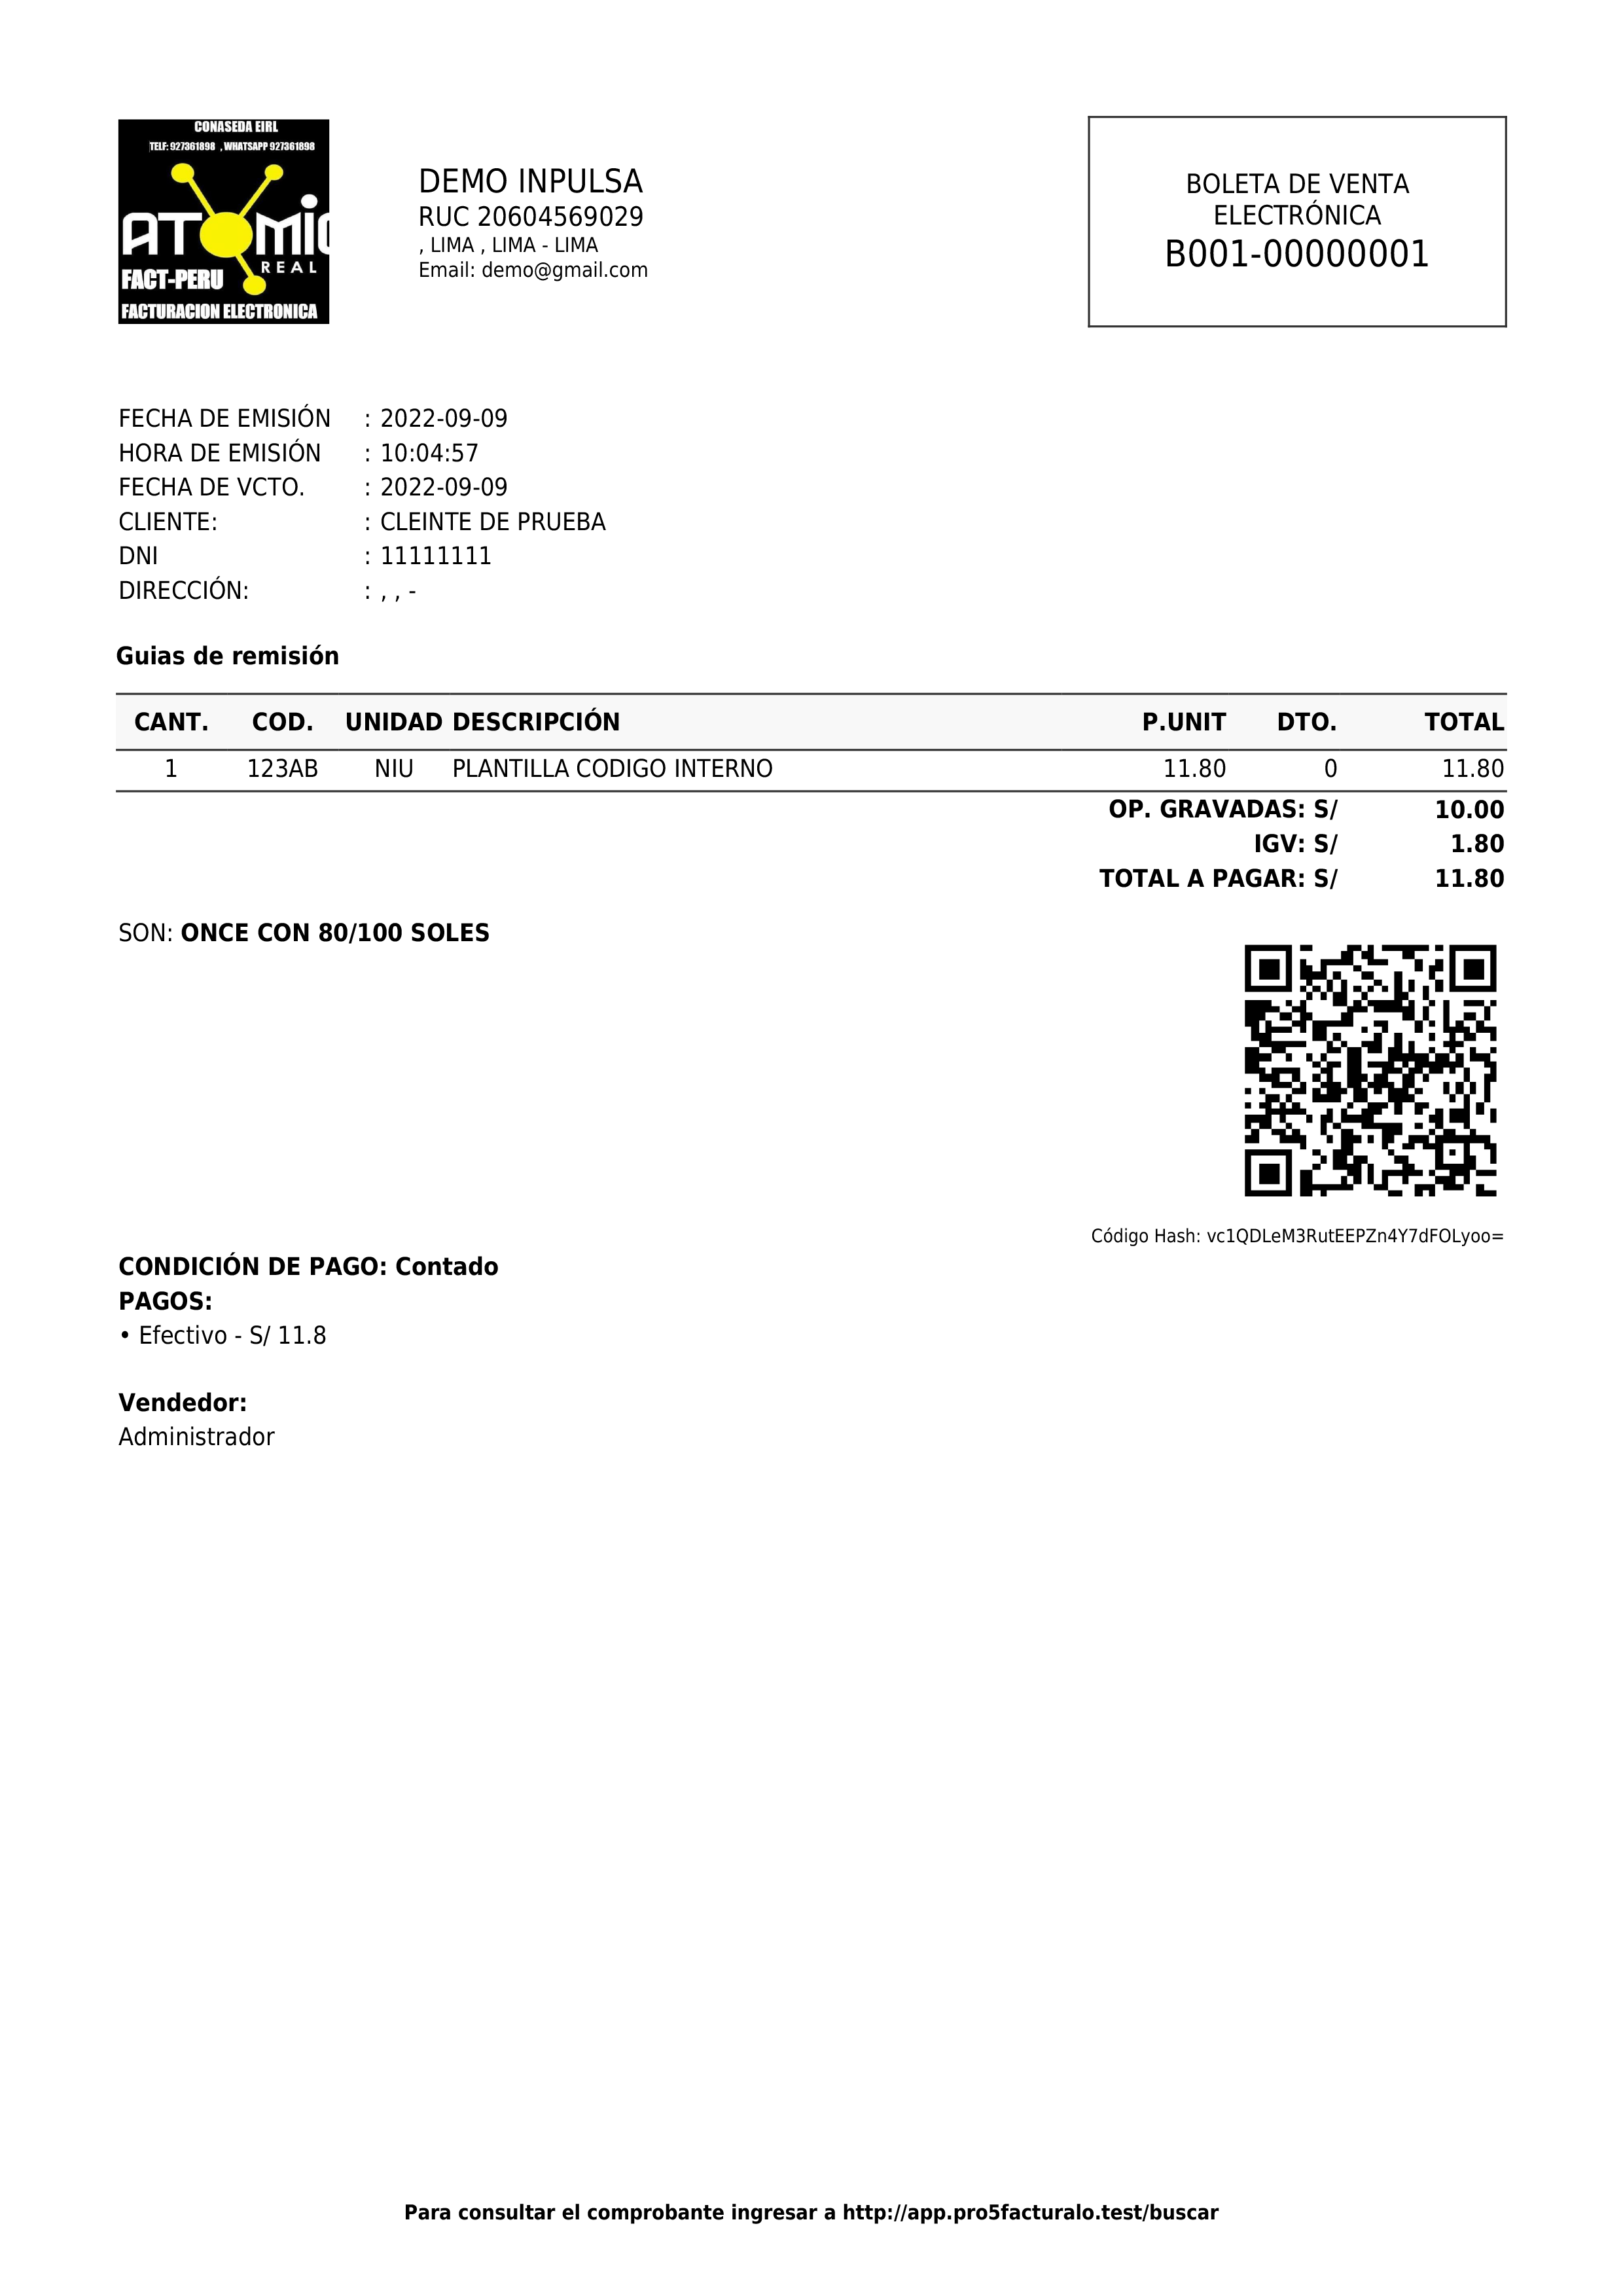 CONASEDA EIRL
TELF: 927361898 , WHATSAPP 927361898
ATOMIC
REAL
FACT-PERU
FACTURACION ELECTRONICA
DEMO INPULSA
RUC 20604569029
, LIMA , LIMA - LIMA
Email: demo@gmail.com
BOLETA DE VENTA
ELECTRÓNICA
B001-00000001
FECHA DE EMISIÓN : 2022-09-09
HORA DE EMISIÓN : 10:04:57
FECHA DE VCTO. : 2022-09-09
CLIENTE: : CLEINTE DE PRUEBA
DNI : 11111111
DIRECCIÓN: : , , -
Guias de remisión
CANT. COD. UNIDAD DESCRIPCIÓN P.UNIT DTO. TOTAL
1 123AB NIU PLANTILLA CODIGO INTERNO 11.80 0 11.80
OP. GRAVADAS: S/ 10.00
IGV: S/ 1.80
TOTAL A PAGAR: S/ 11.80
SON: ONCE CON 80/100 SOLES
Código Hash: vc1QDLeM3RutEEPZn4Y7dFOLyoo=
CONDICIÓN DE PAGO: Contado
PAGOS:
• Efectivo - S/ 11.8
Vendedor:
Administrador
Para consultar el comprobante ingresar a http://app.pro5facturalo.test/buscar